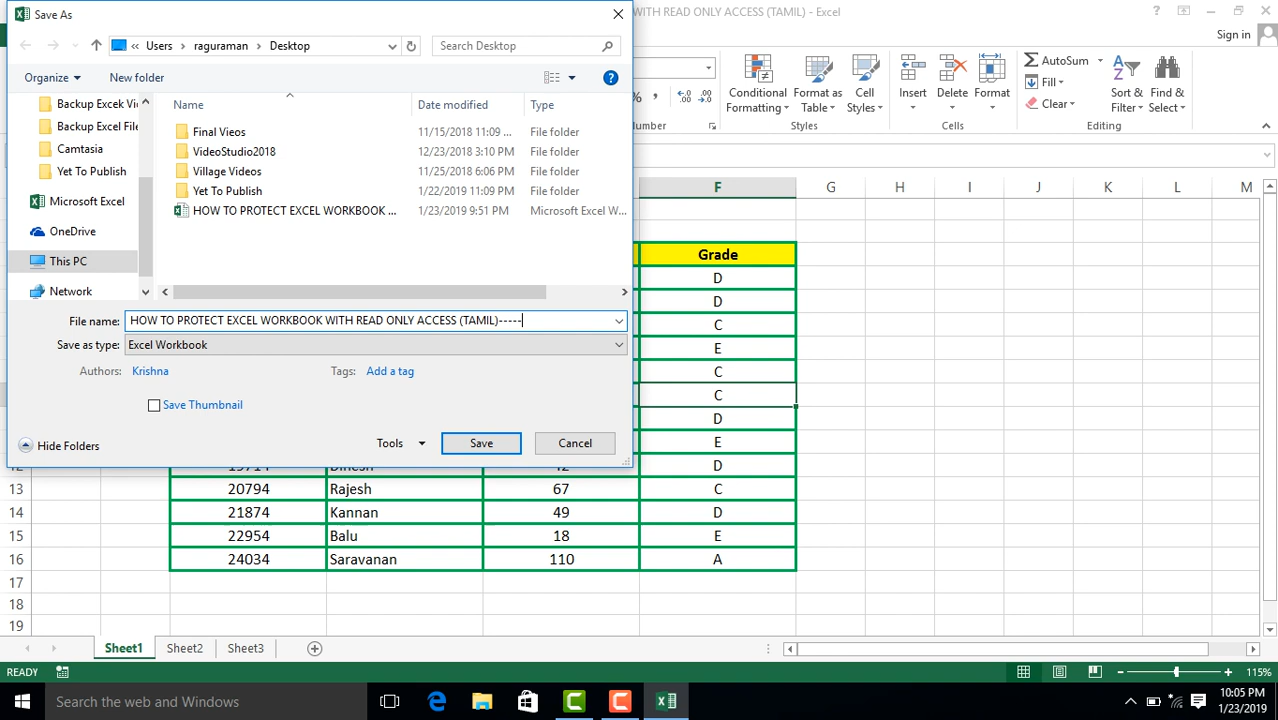 Save As
WITH READ ONLY ACCESS (TAMIL) - Excel
Users › raguraman › Desktop
Search Desktop
Sign in
Organize
New folder
Name
Date modified
Type
Backup Excek Vi
Backup Excel File
Camtasia
Yet To Publish
Microsoft Excel
OneDrive
This PC
Network
Final Vieos 11/15/2018 11:09 ... File folder
VideoStudio2018 12/23/2018 3:10 PM File folder
Village Videos 11/25/2018 6:06 PM File folder
Yet To Publish 1/22/2019 11:09 PM File folder
HOW TO PROTECT EXCEL WORKBOOK ... 1/23/2019 9:51 PM Microsoft Excel W...
File name: HOW TO PROTECT EXCEL WORKBOOK WITH READ ONLY ACCESS (TAMIL)-----
Save as type: Excel Workbook
Authors: Krishna
Tags: Add a tag
Save Thumbnail
Hide Folders
Tools
Save
Cancel
Conditional Formatting
Format as Table
Cell Styles
Insert
Delete
Format
AutoSum
Fill
Clear
Sort & Filter
Find & Select
Styles
Cells
Editing
F G H I J K L M
Grade
D
D
C
E
C
C
D
E
D
13 20794 Rajesh 67 C
14 21874 Kannan 49 D
15 22954 Balu 18 E
16 24034 Saravanan 110 A
17
18
19
Sheet1 Sheet2 Sheet3
READY
115%
Search the web and Windows
10:05 PM
1/23/2019